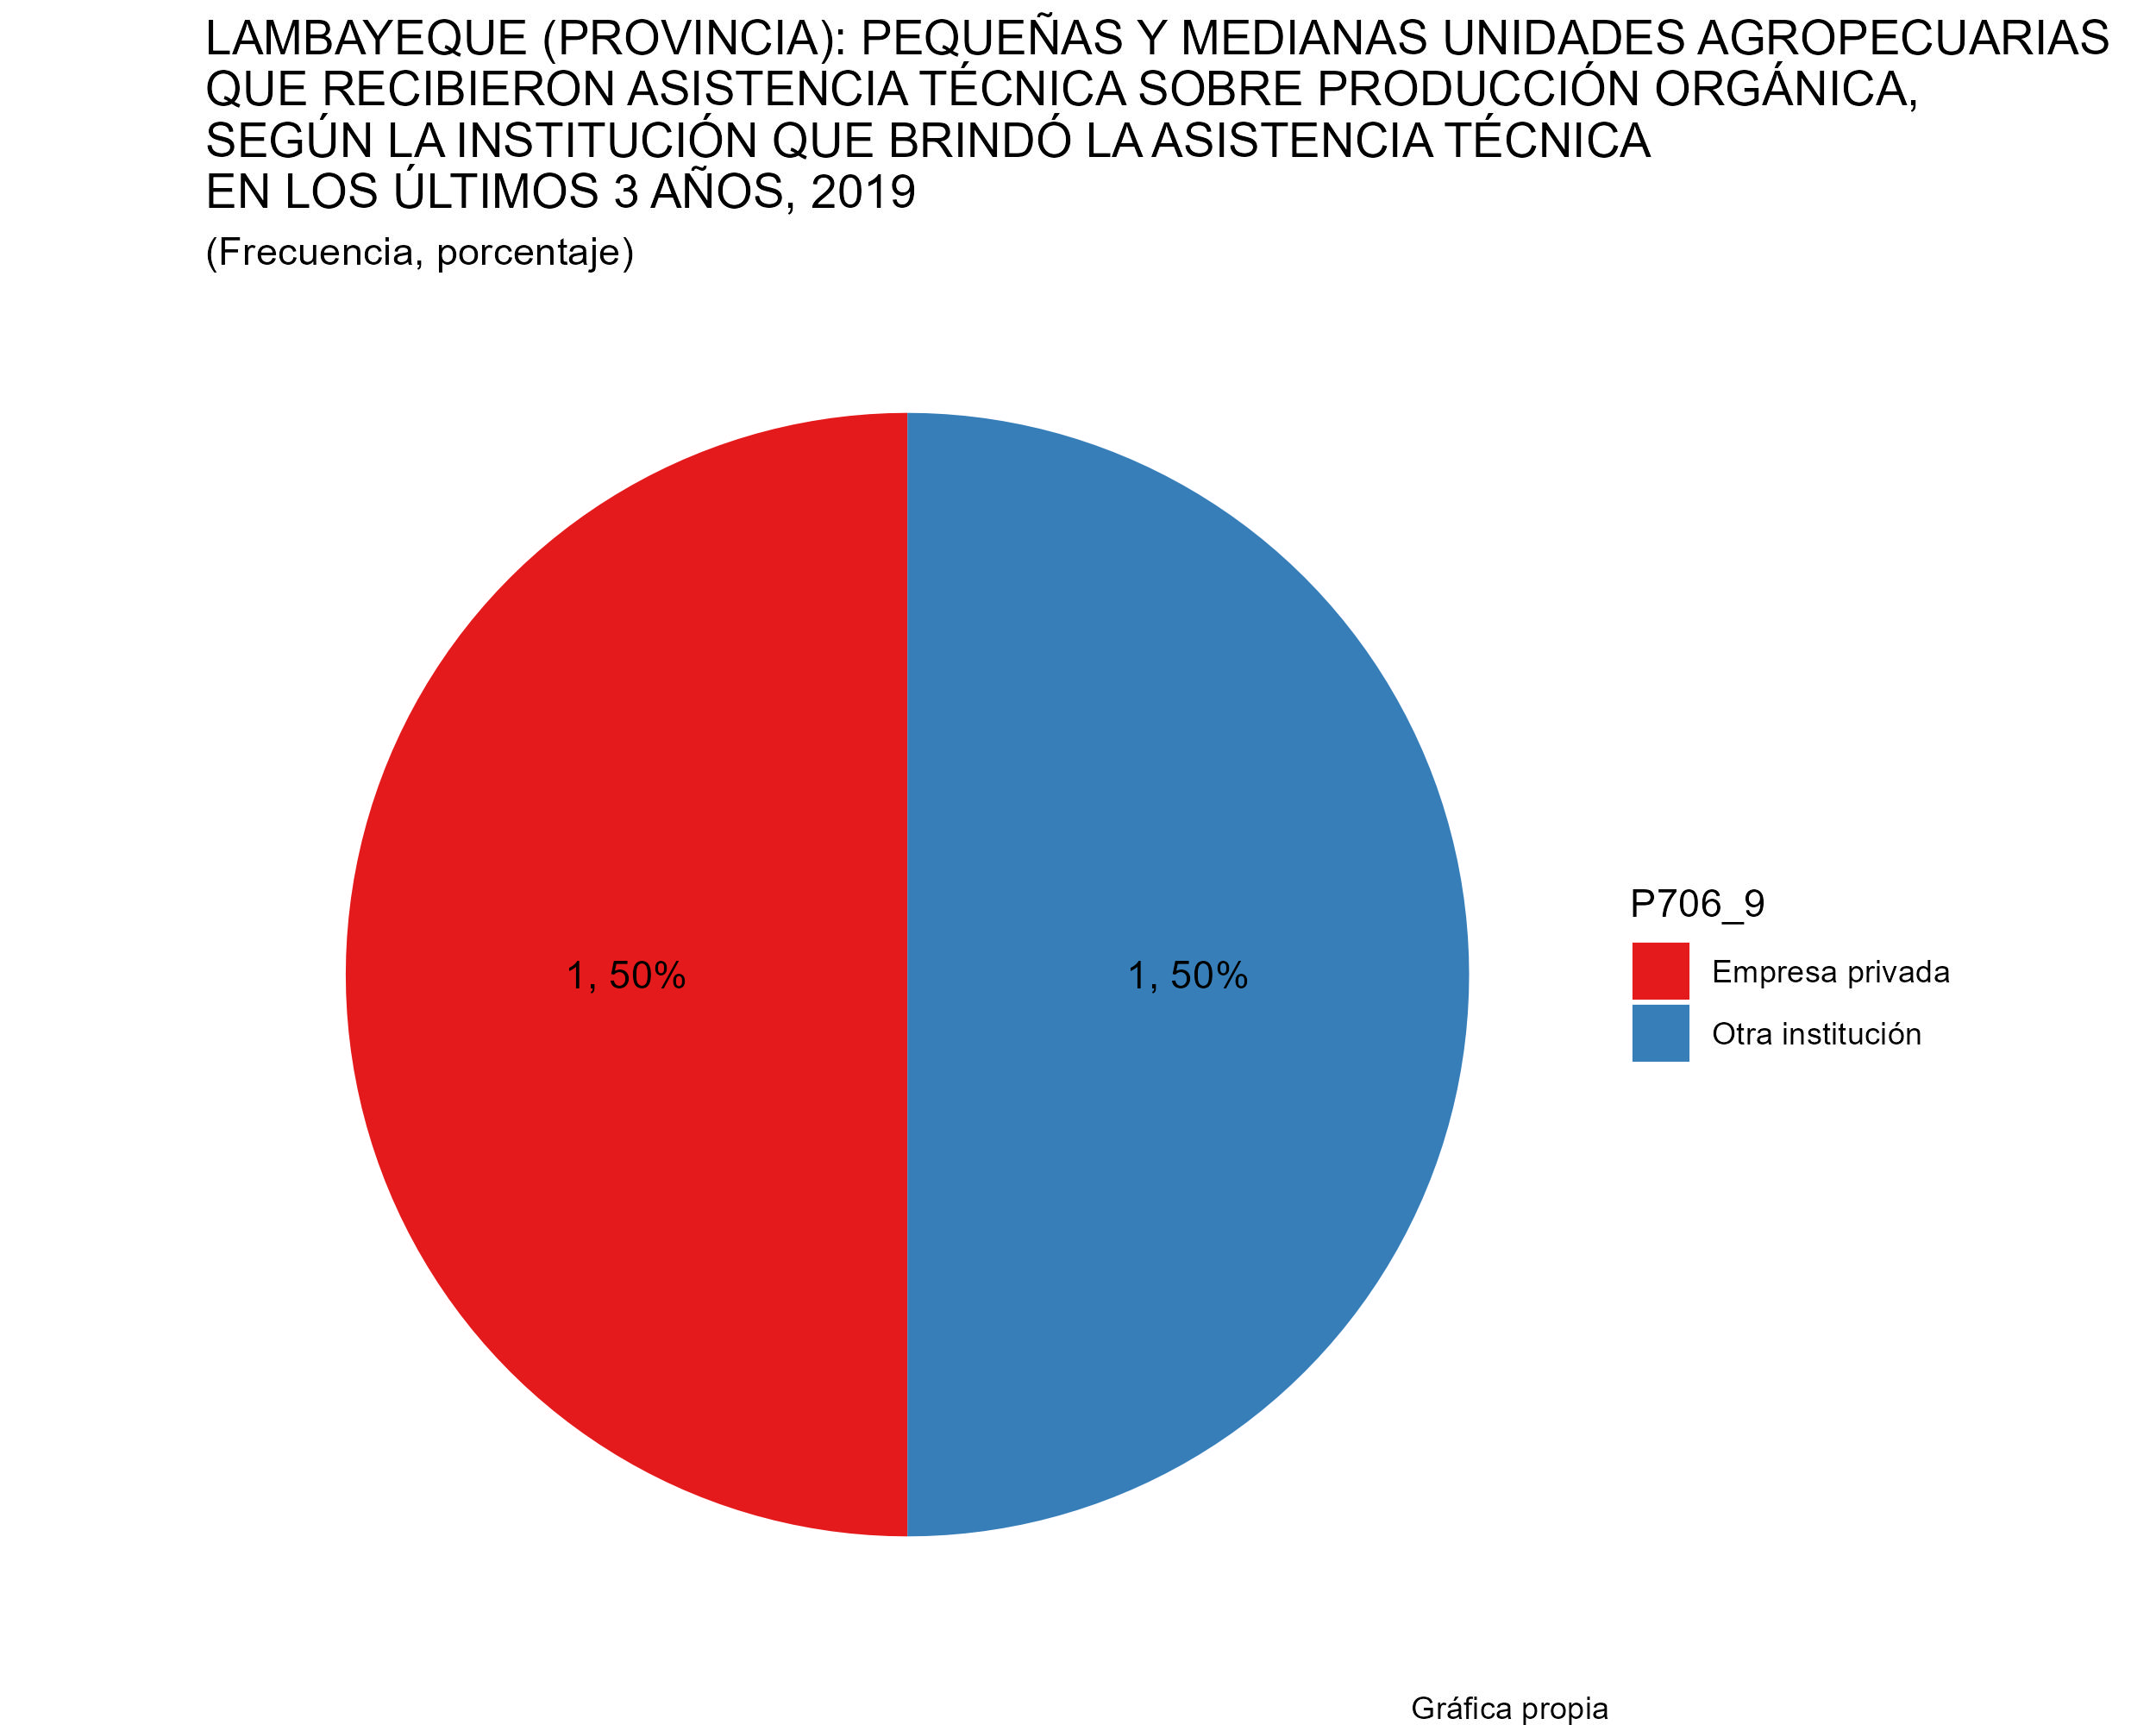 LAMBAYEQUE (PROVINCIA): PEQUEÑAS Y MEDIANAS UNIDADES AGROPECUARIAS
QUE RECIBIERON ASISTENCIA TÉCNICA SOBRE PRODUCCIÓN ORGÁNICA,
SEGÚN LA INSTITUCIÓN QUE BRINDÓ LA ASISTENCIA TÉCNICA
EN LOS ÚLTIMOS 3 AÑOS, 2019
(Frecuencia, porcentaje)
1, 50%
1, 50%
P706_9
Empresa privada
Otra institución
Gráfica propia